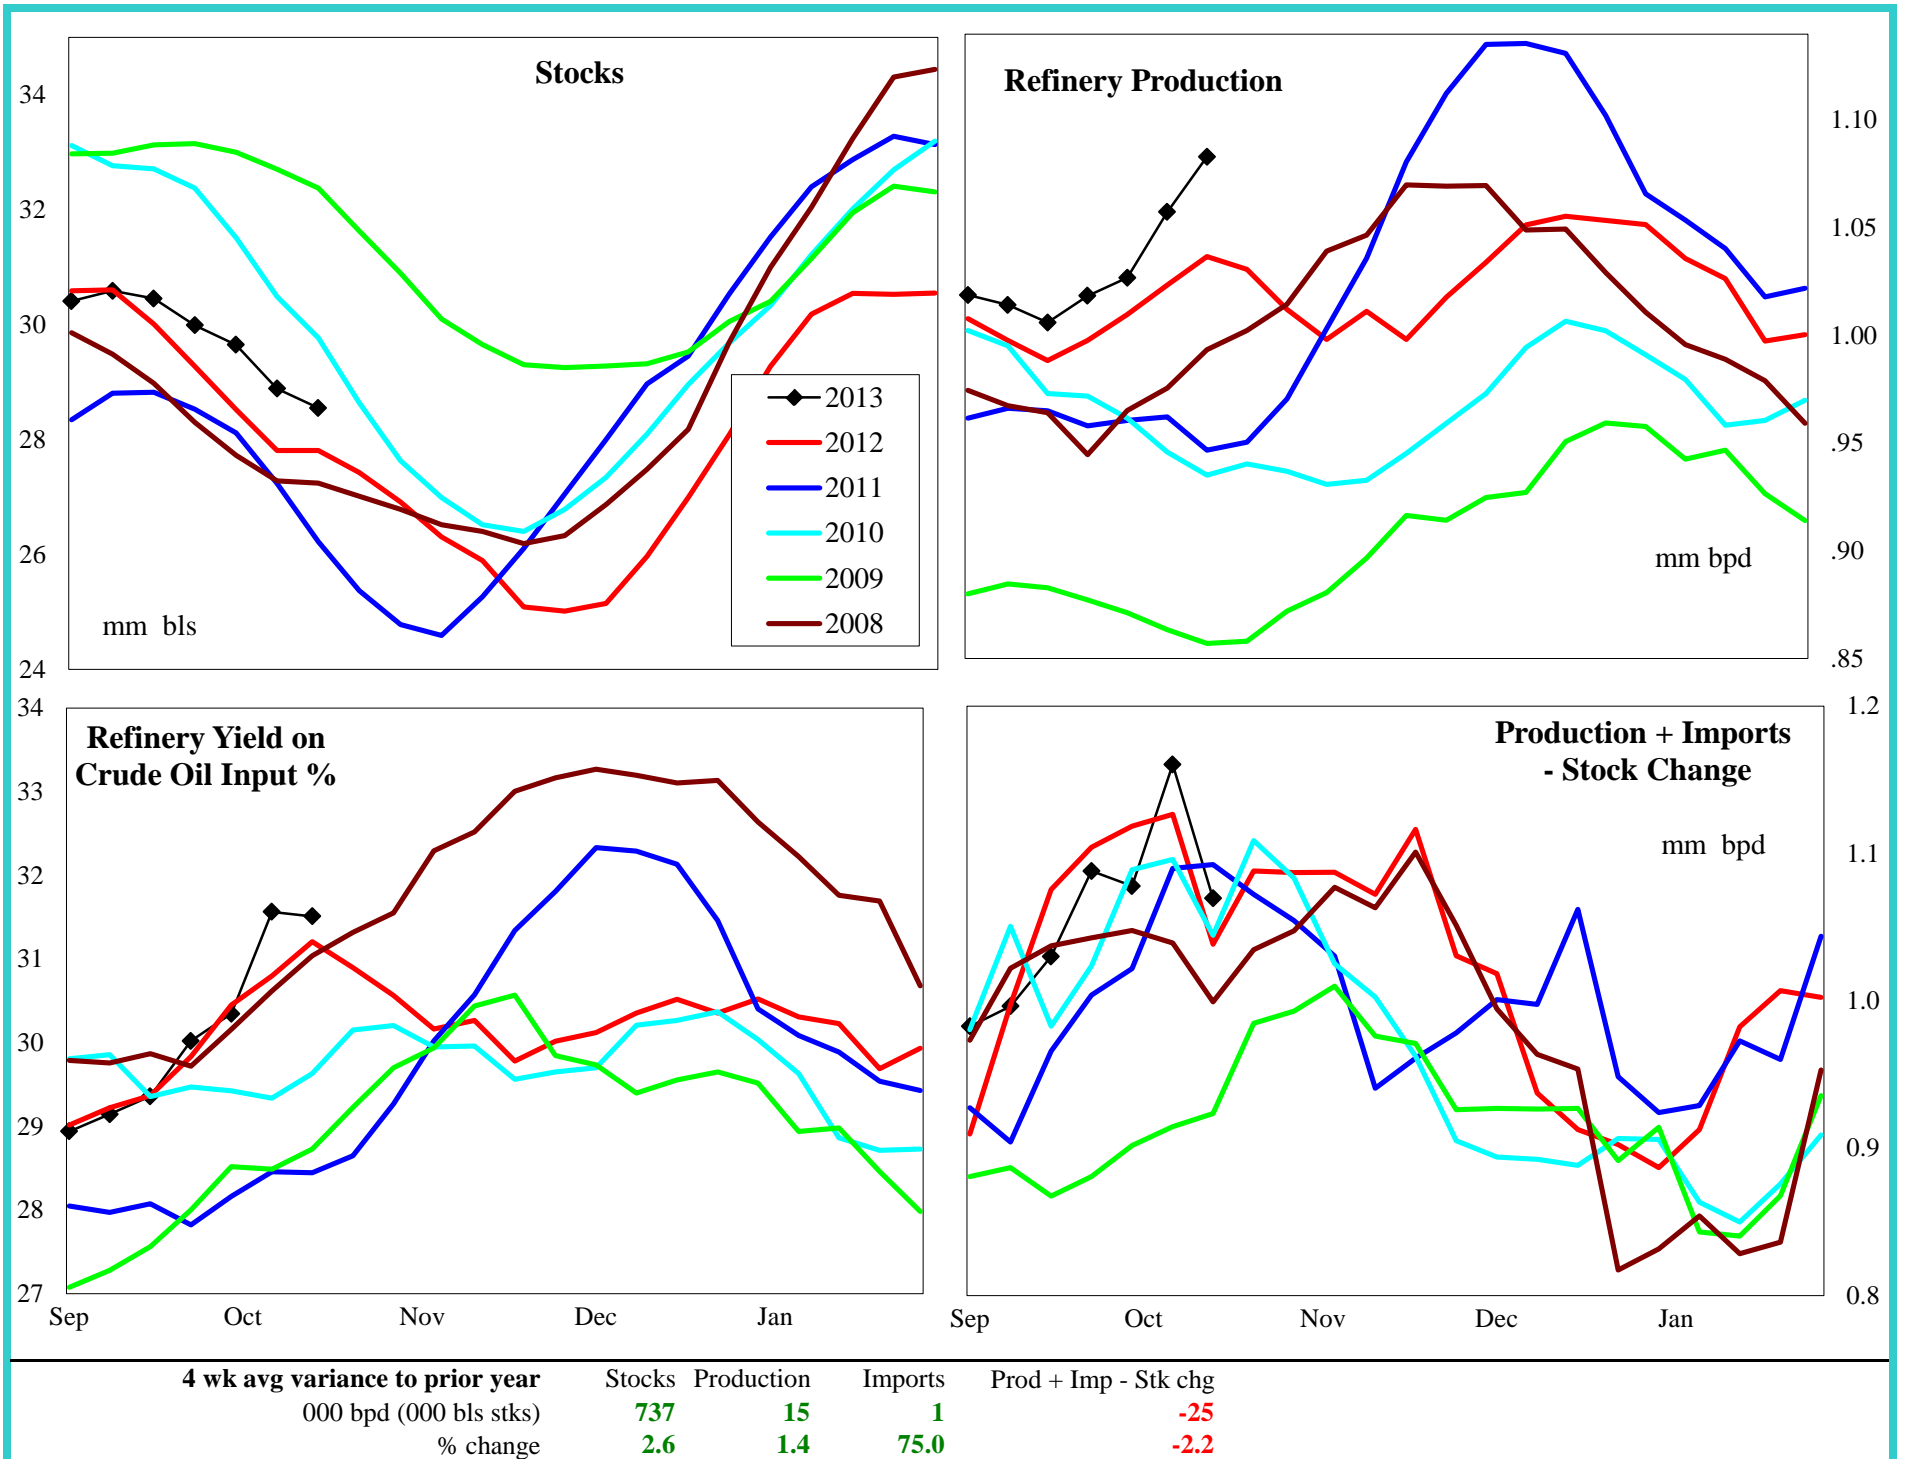 Stocks
34
32
30
28
26
24
mm bls
2013
2012
2011
2010
2009
2008
Refinery Production
1.10
1.05
1.00
.95
.90
.85
mm bpd
Refinery Yield on
Crude Oil Input %
34
33
32
31
30
29
28
27
Sep Oct Nov Dec Jan
Production + Imports
- Stock Change
mm bpd
1.2
1.1
1.0
0.9
0.8
Sep Oct Nov Dec Jan
4 wk avg variance to prior year Stocks Production Imports Prod + Imp - Stk chg
000 bpd (000 bls stks) 737 15 1 -25
% change 2.6 1.4 75.0 -2.2